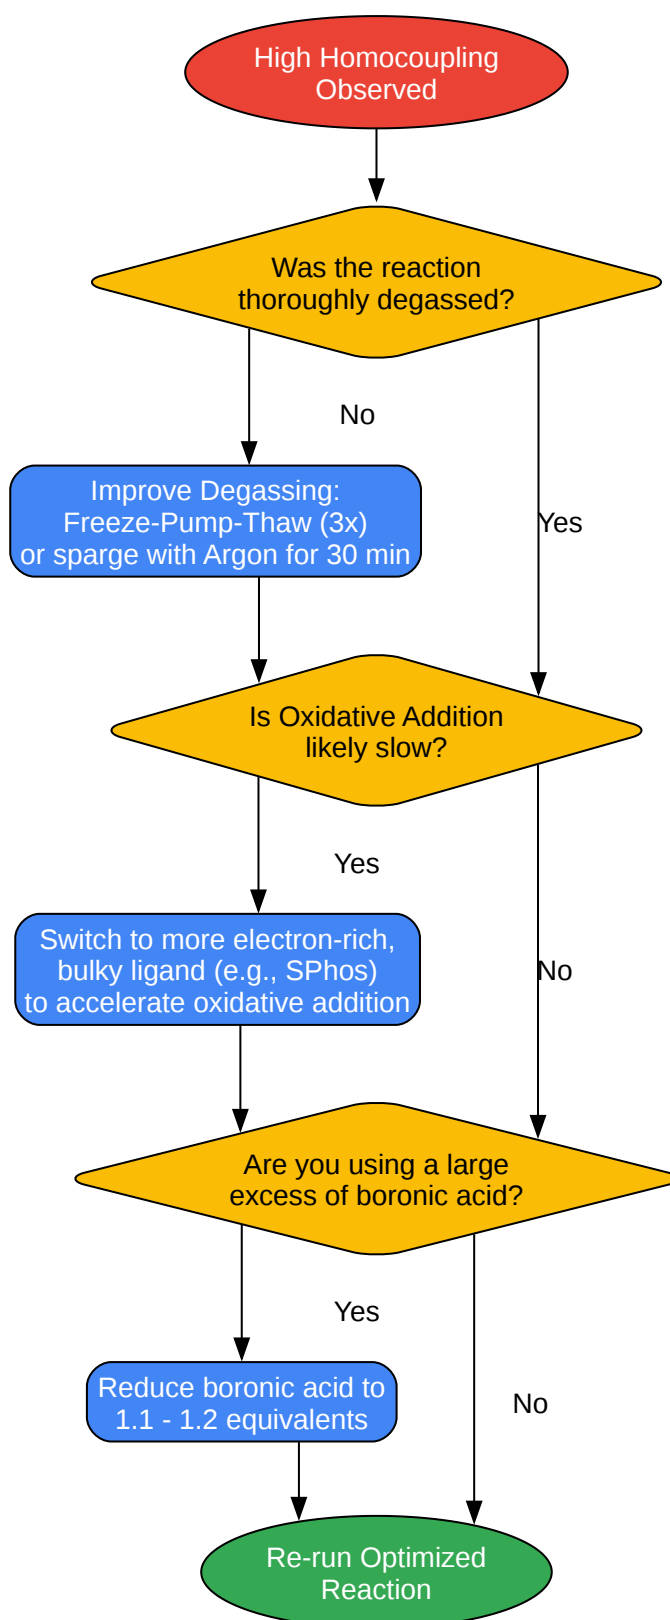 High Homocoupling
Observed
Was the reaction
thoroughly degassed?
No
Improve Degassing:
Freeze-Pump-Thaw (3x)
or sparge with Argon for 30 min
Yes
Is Oxidative Addition
likely slow?
Yes
Switch to more electron-rich,
bulky ligand (e.g., SPhos)
to accelerate oxidative addition
No
Are you using a large
excess of boronic acid?
Yes
Reduce boronic acid to
1.1 - 1.2 equivalents
No
Re-run Optimized
Reaction